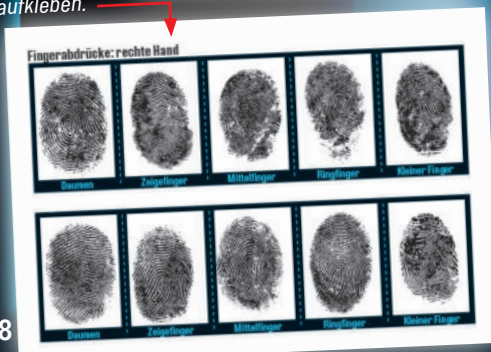 aufkleben.
Fingerabdrücke: rechte Hand
Daumen Zeigefinger Mittelfinger Ringfinger Kleiner Finger
Daumen Zeigefinger Mittelfinger Ringfinger Kleiner Finger
8